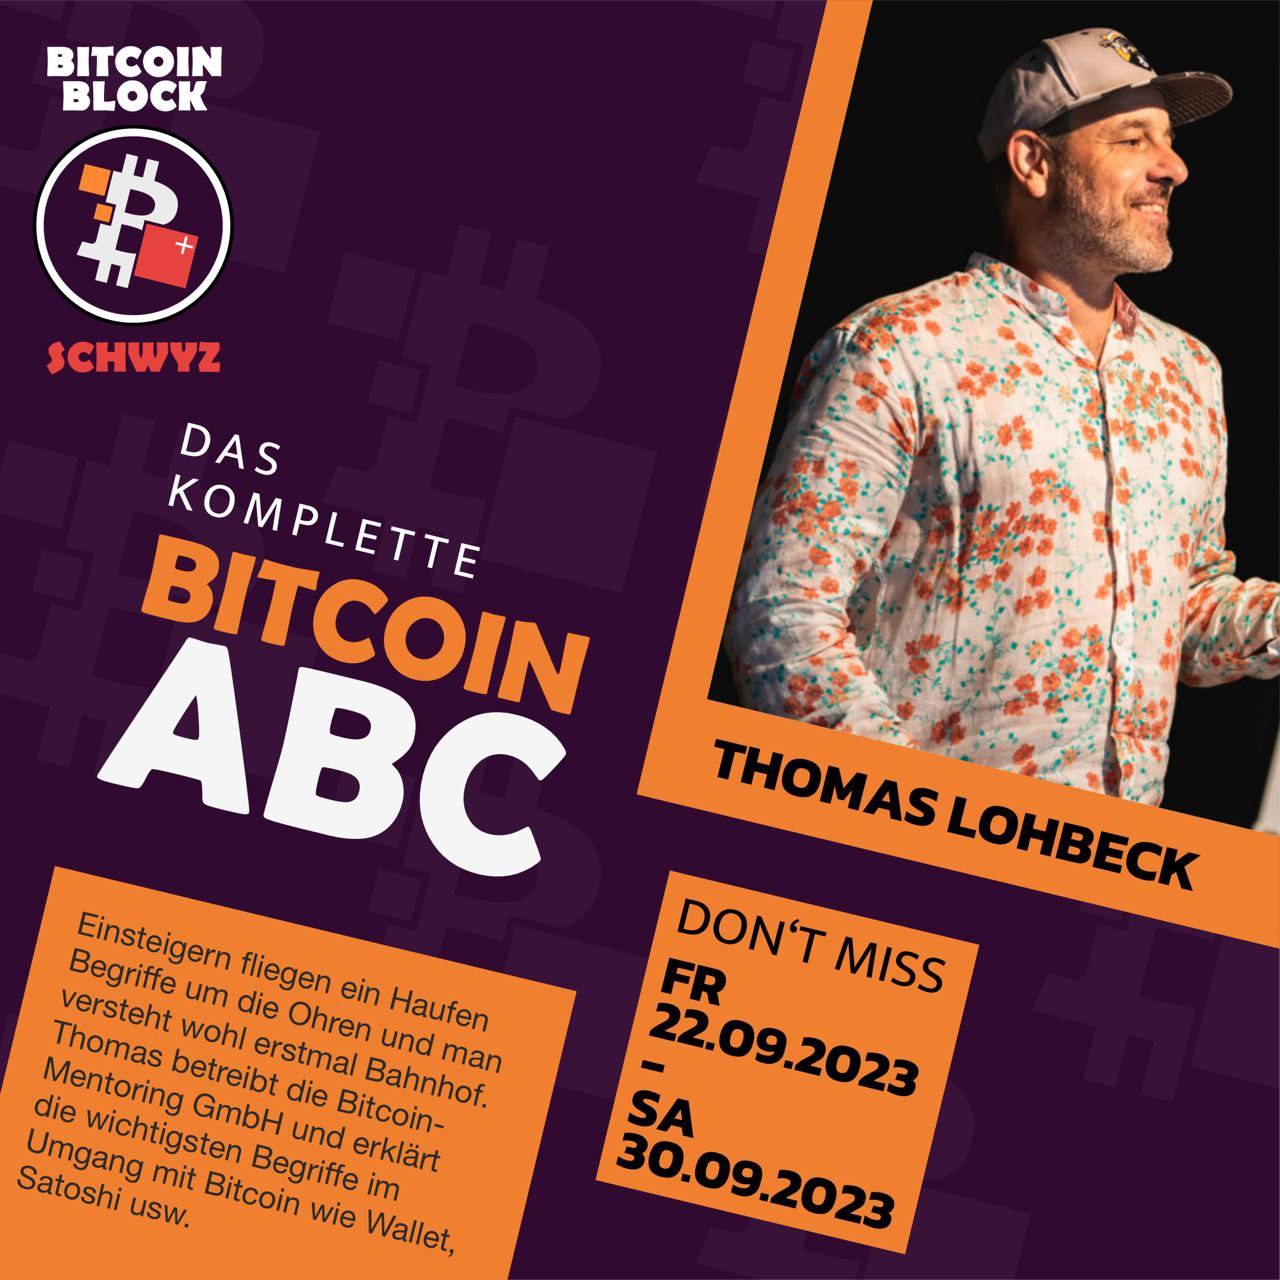 BITCOIN
BLOCK
SCHWYZ
DAS
KOMPLETTE
BITCOIN
ABC
THOMAS LOHBECK
Einsteigern fliegen ein Haufen
Begriffe um die Ohren und man
versteht wohl erstmal Bahnhof.
Thomas betreibt die Bitcoin-
Mentoring GmbH und erklärt
die wichtigsten Begriffe im
Umgang mit Bitcoin wie Wallet,
Satoshi usw.
DON‘T MISS
FR
22.09.2023
–
SA
30.09.2023